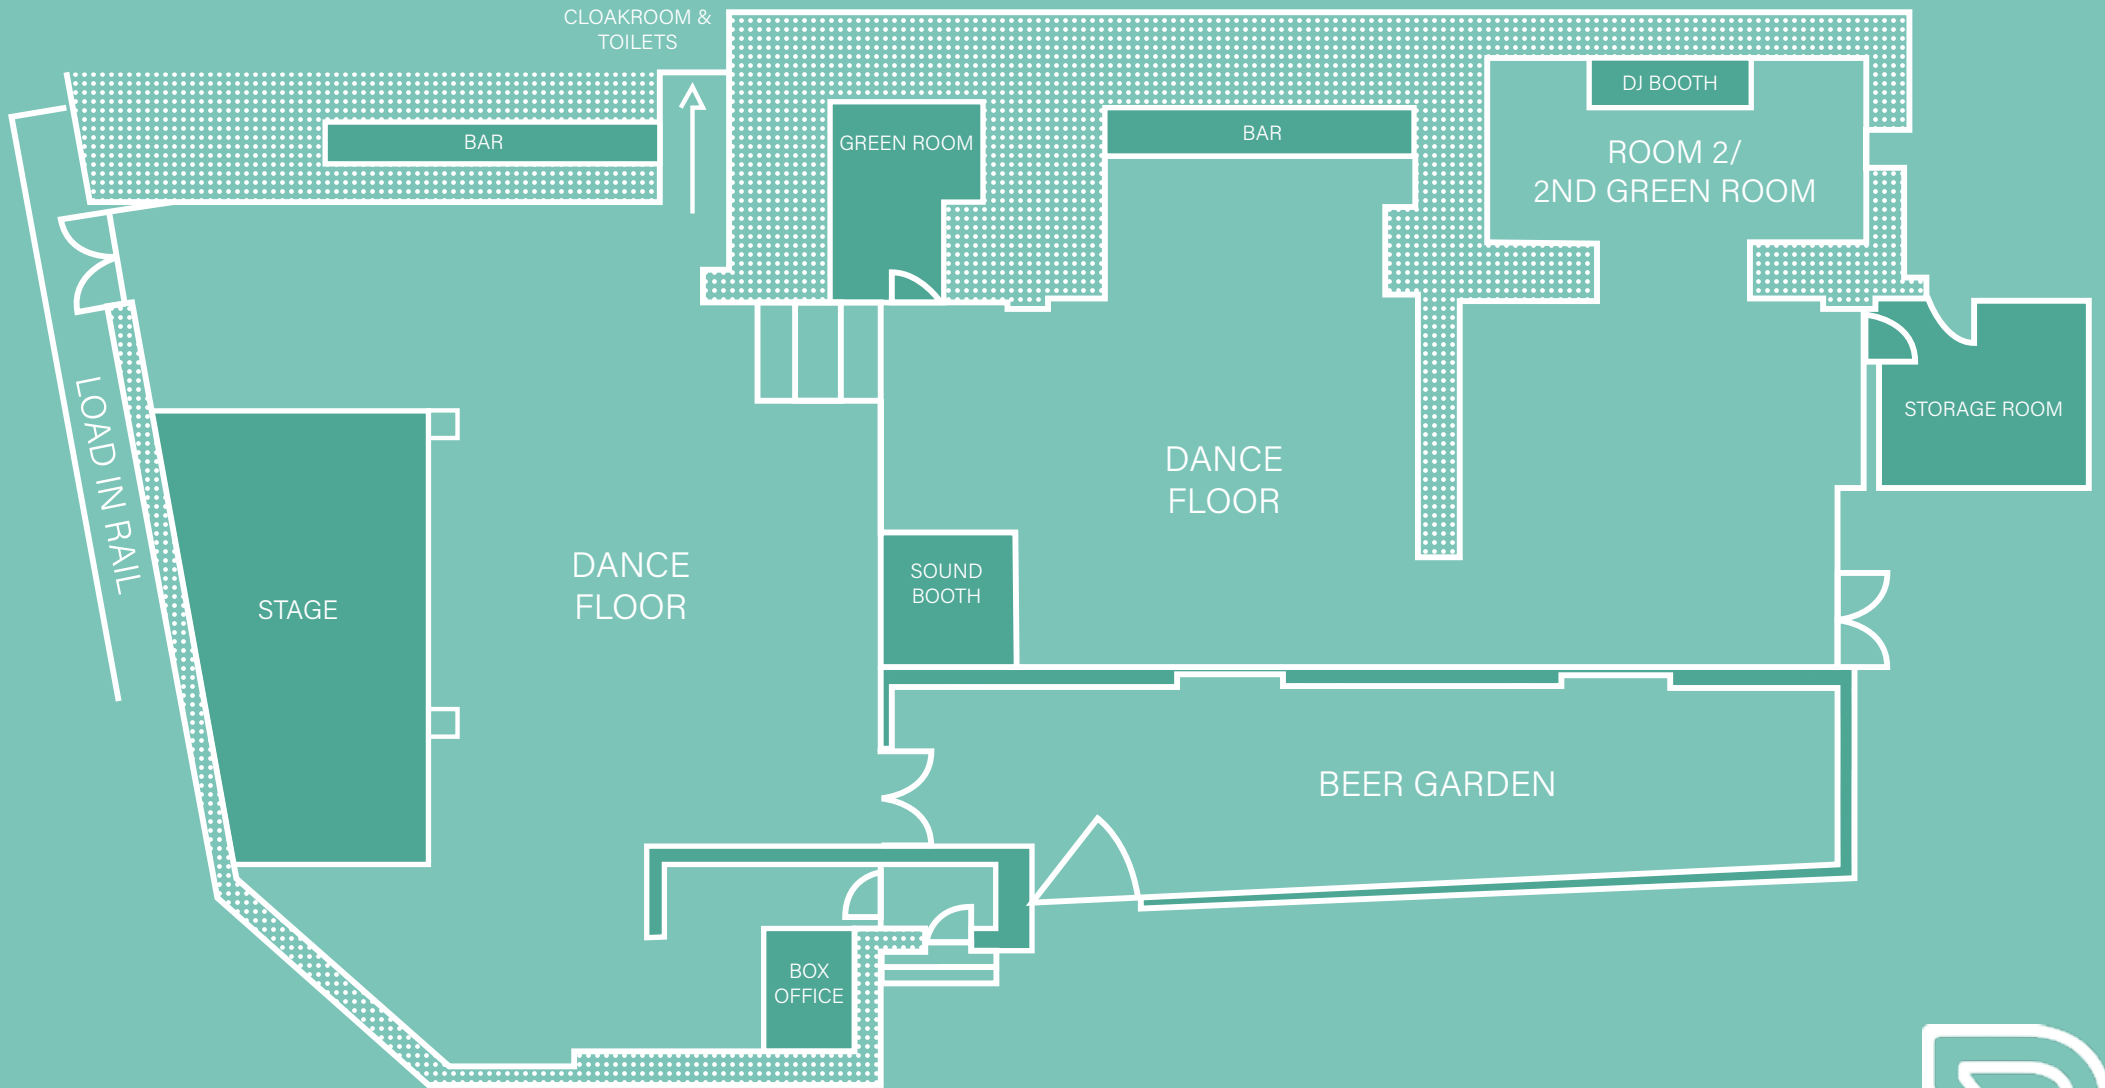 CLOAKROOM &
TOILETS
BAR
GREEN ROOM
BAR
DJ BOOTH
ROOM 2/
2ND GREEN ROOM
LOAD IN RAIL
STAGE
DANCE
FLOOR
SOUND
BOOTH
DANCE
FLOOR
STORAGE ROOM
BEER GARDEN
BOX
OFFICE